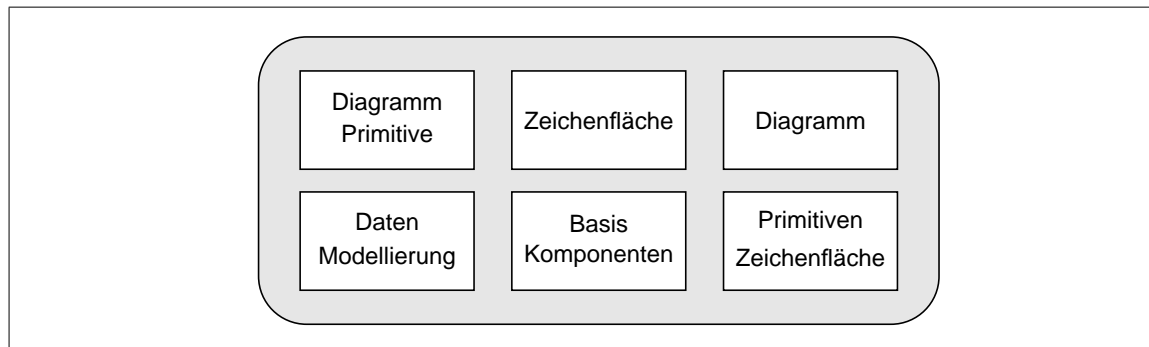 Diagramm
Primitive
Zeichenfläche
Diagramm
Daten
Modellierung
Basis
Komponenten
Primitiven
Zeichenfläche